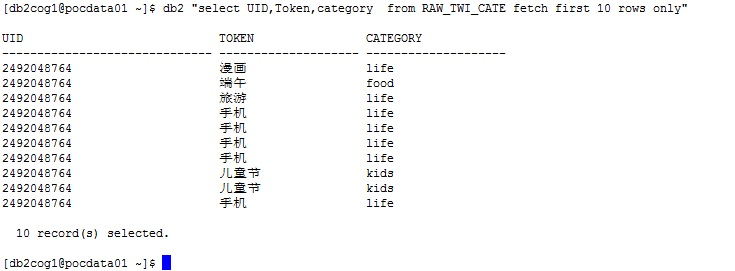 [db2cog1@pocdata01 ~]$ db2 "select UID,Token,category  from RAW_TWI_CATE fetch first 10 rows only"
UID TOKEN CATEGORY
---------------------------- ------------------- --------------------
2492048764 漫画 life
2492048764 端午 food
2492048764 旅游 life
2492048764 手机 life
2492048764 手机 life
2492048764 手机 life
2492048764 手机 life
2492048764 儿童节 kids
2492048764 儿童节 kids
2492048764 手机 life
10 record(s) selected.
[db2cog1@pocdata01 ~]$